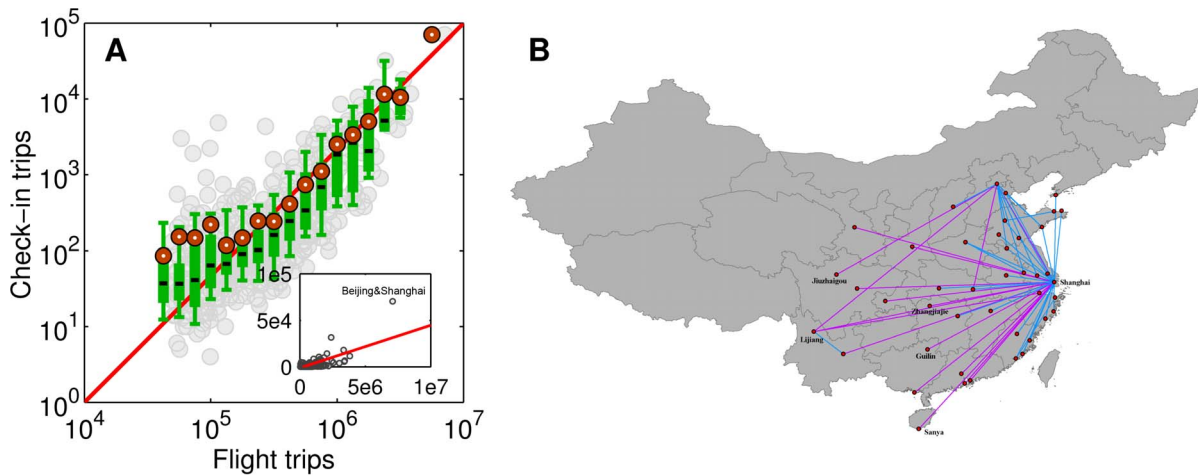 A
Check-in trips
10^5
10^4
10^3
10^2
10^1
10^0
10^4
10^5
10^6
10^7
Flight trips
1e5
5e4
0
0
5e6
1e7
Beijing&Shanghai
B
Jiuzhaigou
Shanghai
Zhangjiajie
Lijiang
Guilin
Sanya